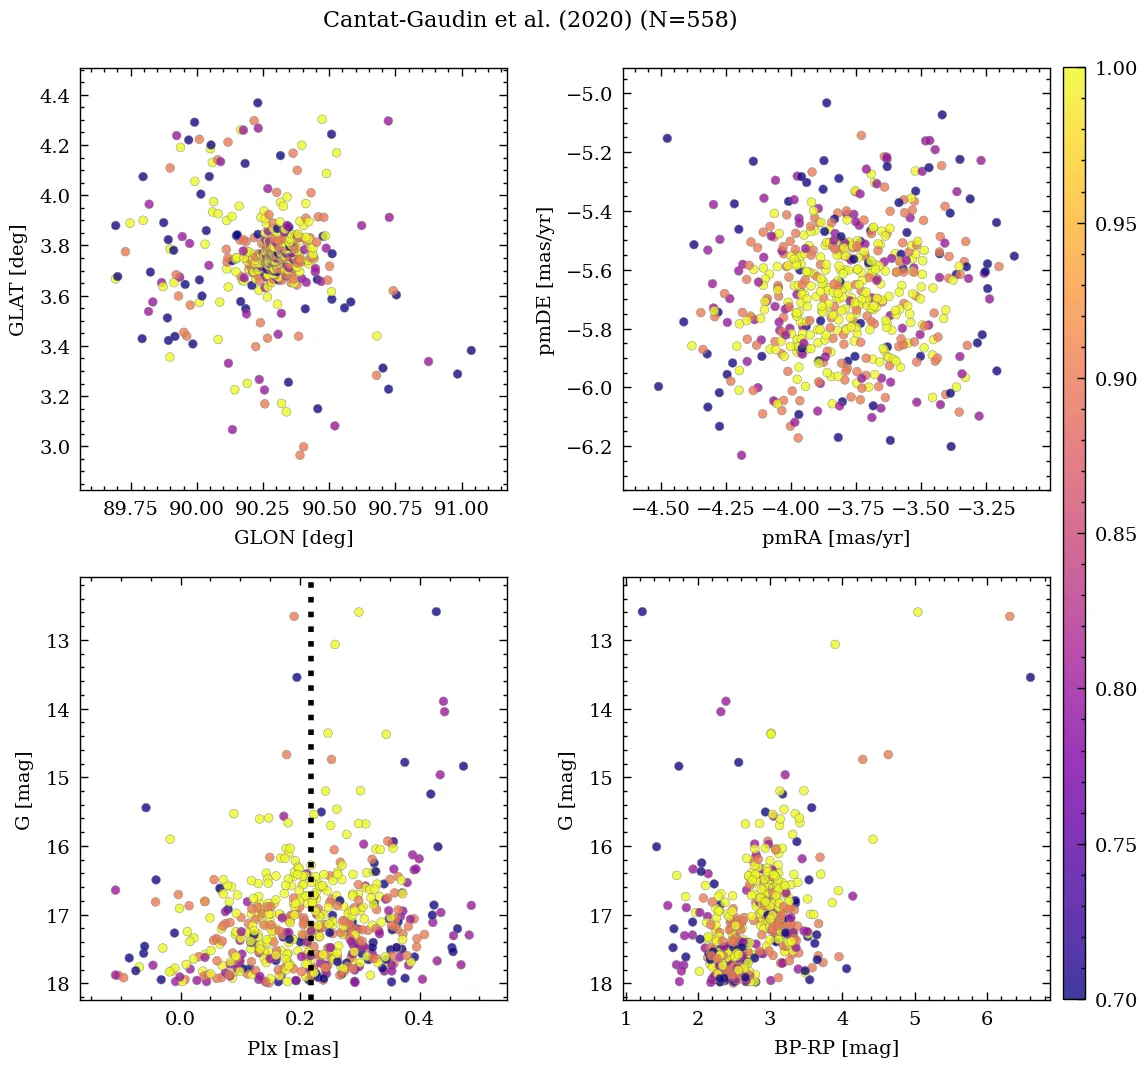 Cantat-Gaudin et al. (2020) (N=558)
4.4
4.2
4.0
3.8
3.6
3.4
3.2
3.0
GLAT [deg]
89.75 90.00 90.25 90.50 90.75 91.00
GLON [deg]
−5.0
−5.2
−5.4
−5.6
−5.8
−6.0
−6.2
pmDE [mas/yr]
−4.50 −4.25 −4.00 −3.75 −3.50 −3.25
pmRA [mas/yr]
13
14
15
16
17
18
G [mag]
0.0 0.2 0.4
Plx [mas]
13
14
15
16
17
18
G [mag]
1 2 3 4 5 6
BP-RP [mag]
1.00
0.95
0.90
0.85
0.80
0.75
0.70